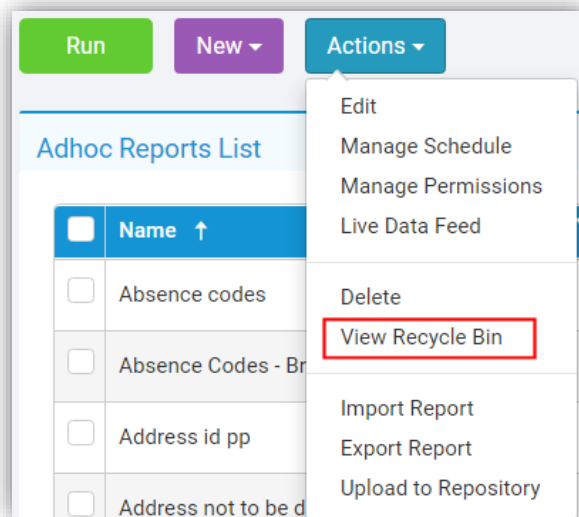 Run
New
Actions
Adhoc Reports List
Name ↑
Absence codes
Absence Codes - Br
Address id pp
Address not to be d
Edit
Manage Schedule
Manage Permissions
Live Data Feed
Delete
View Recycle Bin
Import Report
Export Report
Upload to Repository